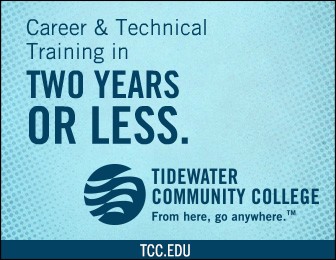 Career & Technical
Training in
TWO YEARS
OR LESS.
TIDEWATER
COMMUNITY COLLEGE
From here, go anywhere.™
TCC.EDU